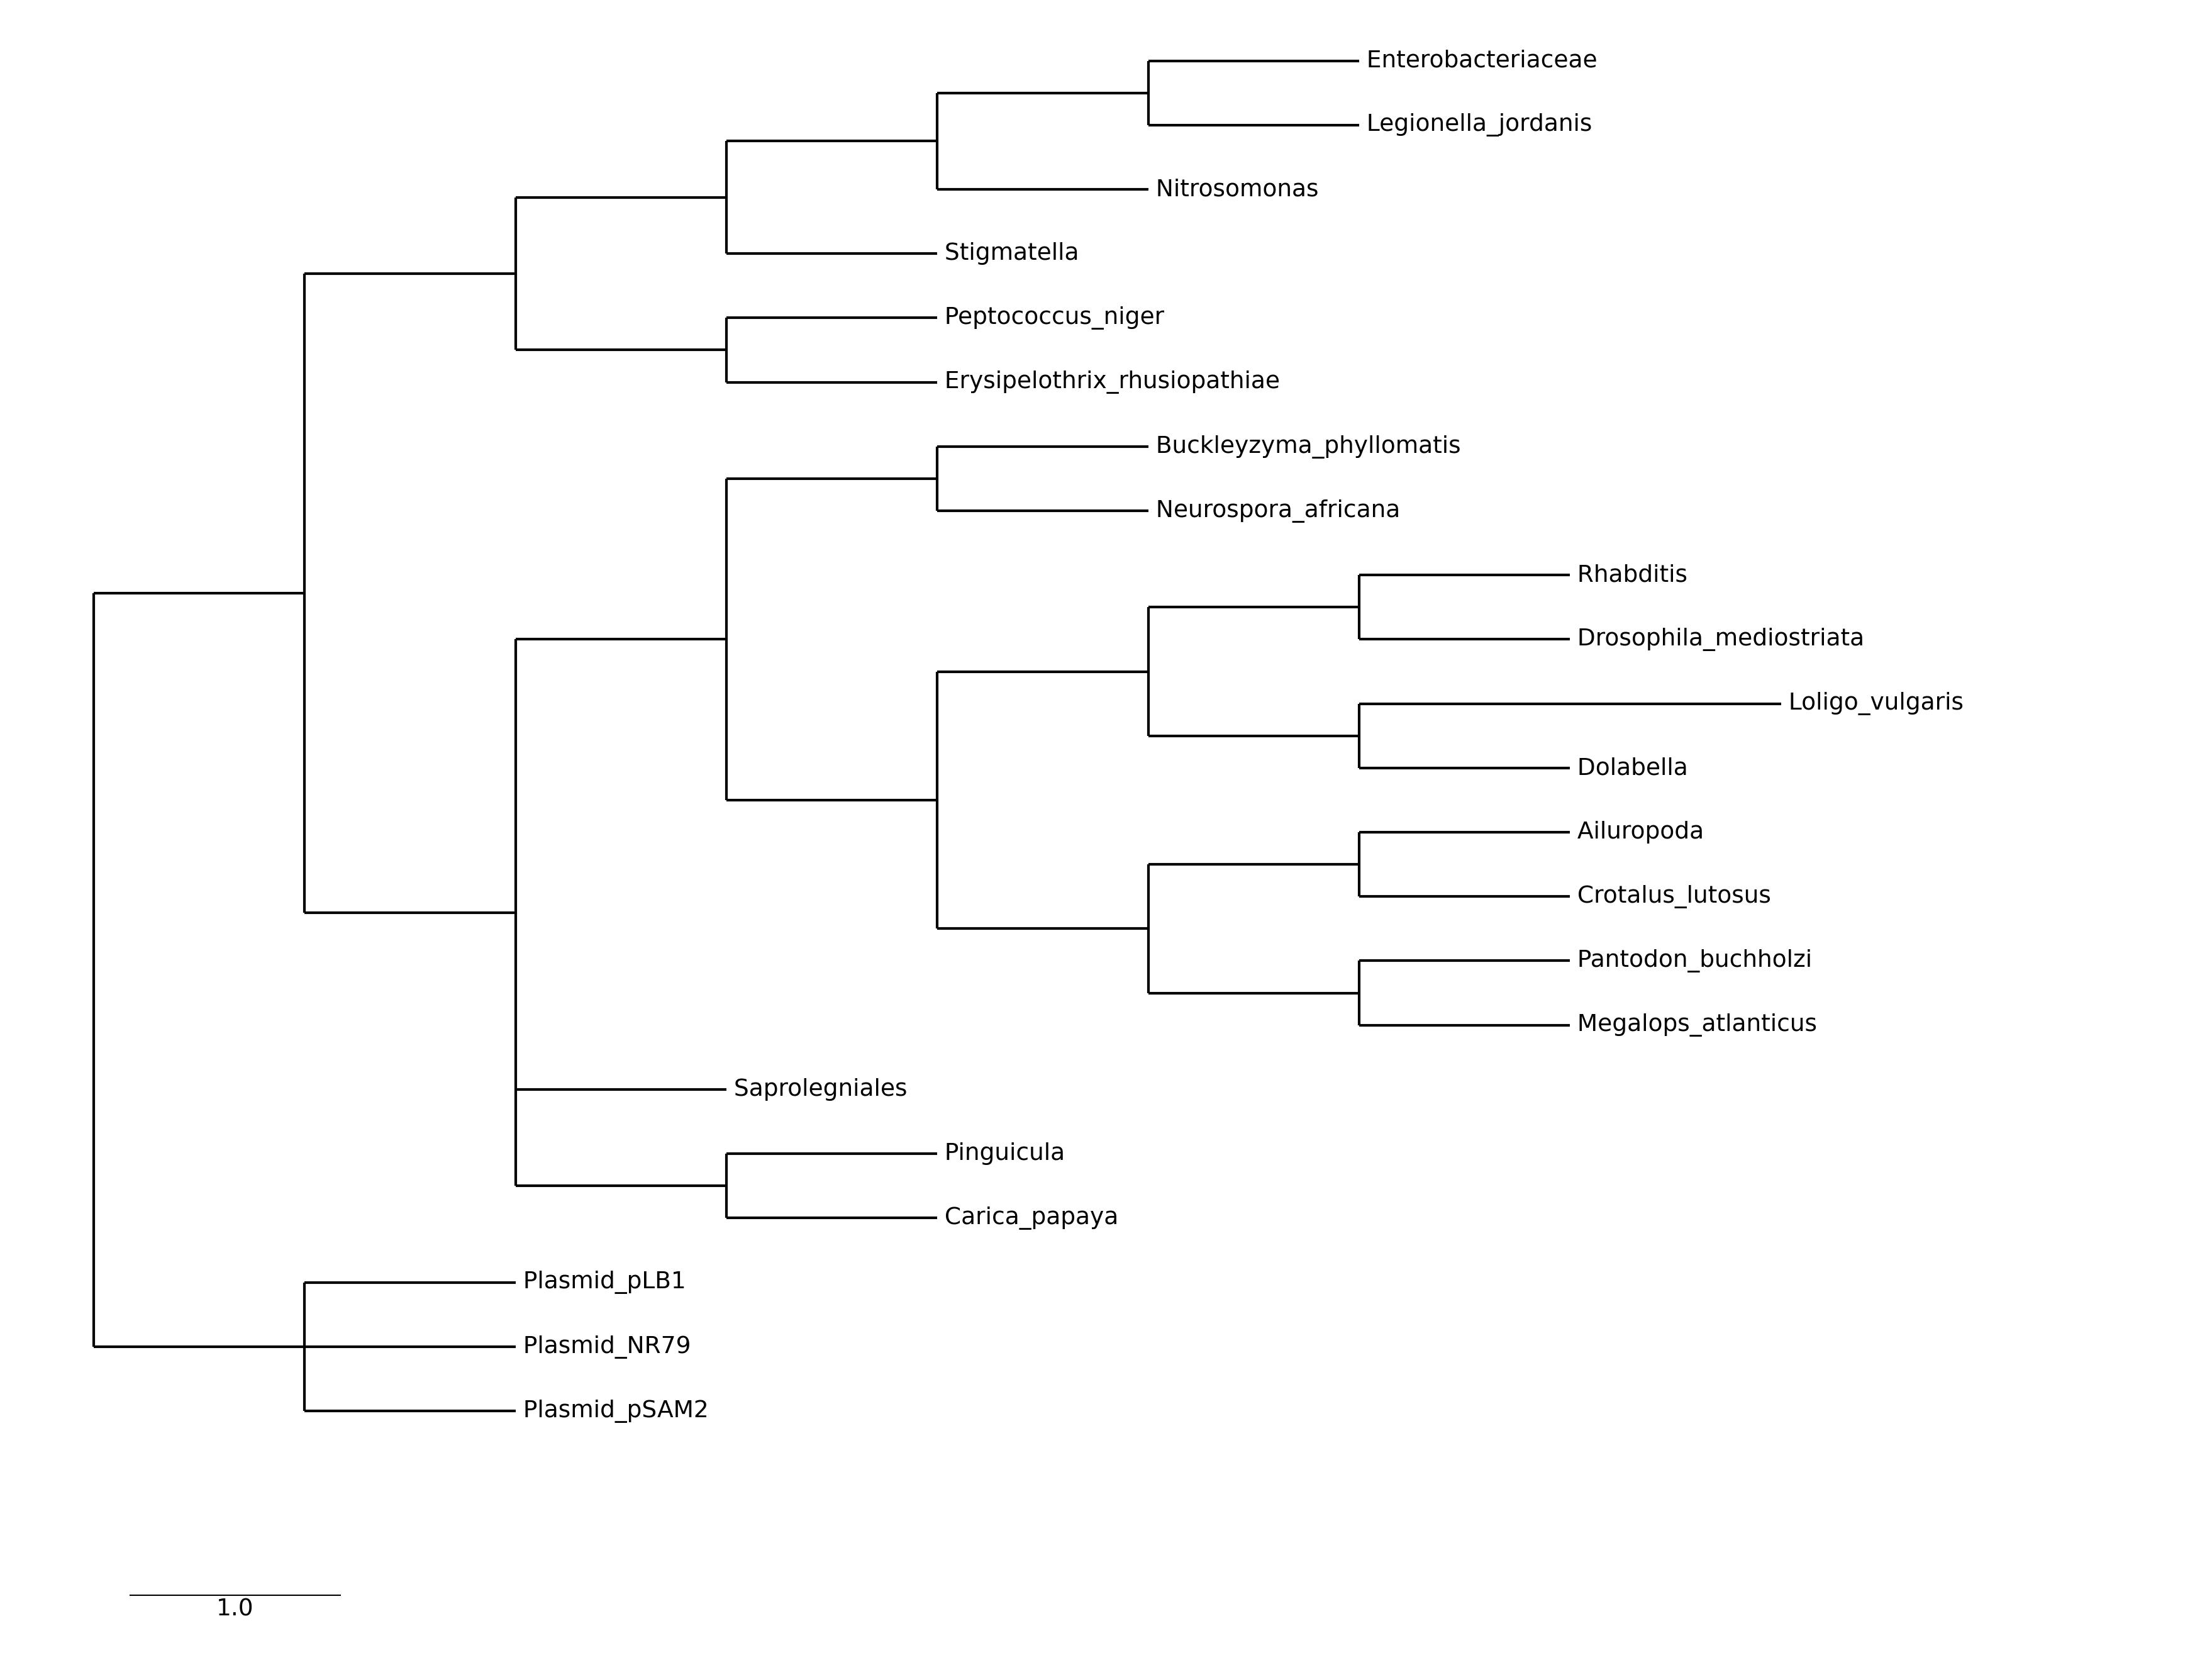 Enterobacteriaceae
Legionella_jordanis
Nitrosomonas
Stigmatella
Peptococcus_niger
Erysipelothrix_rhusiopathiae
Buckleyzyma_phyllomatis
Neurospora_africana
Rhabditis
Drosophila_mediostriata
Loligo_vulgaris
Dolabella
Ailuropoda
Crotalus_lutosus
Pantodon_buchholzi
Megalops_atlanticus
Saprolegniales
Pinguicula
Carica_papaya
Plasmid_pLB1
Plasmid_NR79
Plasmid_pSAM2
1.0